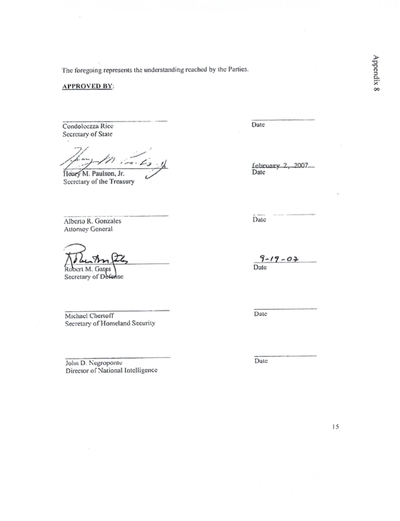 Appendix 8
The foregoing represents the understanding reached by the Parties.
APPROVED BY:
Condoleezza Rice
Secretary of State
Date
Henry M. Paulson, Jr.
Secretary of the Treasury
february 2, 2007
Date
Alberto R. Gonzales
Attorney General
Date
Robert M. Gates
Secretary of Defense
9-19-07
Date
Michael Chertoff
Secretary of Homeland Security
Date
John D. Negroponte
Director of National Intelligence
Date
15